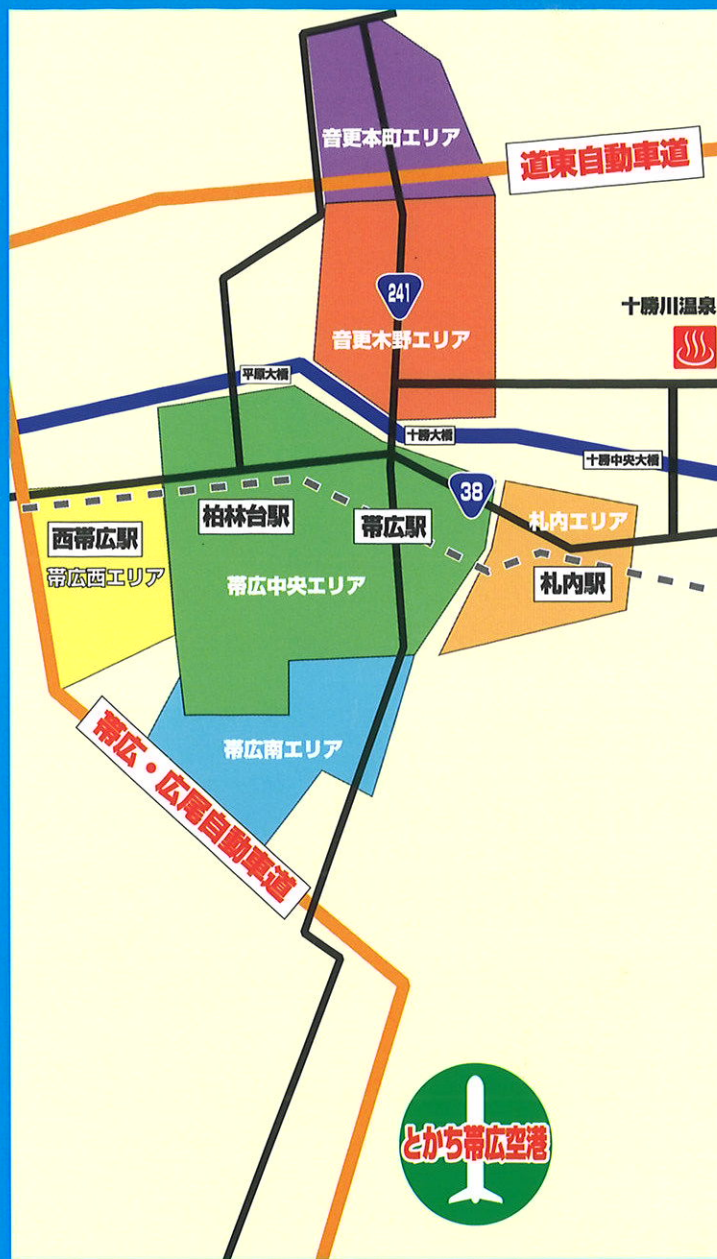 音更本町エリア
道東自動車道
241
十勝川温泉
音更木野エリア
平原大橋
十勝大橋
十勝中央大橋
38
西帯広駅
柏林台駅
帯広駅
札内エリア
帯広西エリア
帯広中央エリア
札内駅
帯広南エリア
帯広・広尾自動車道
とかち帯広空港